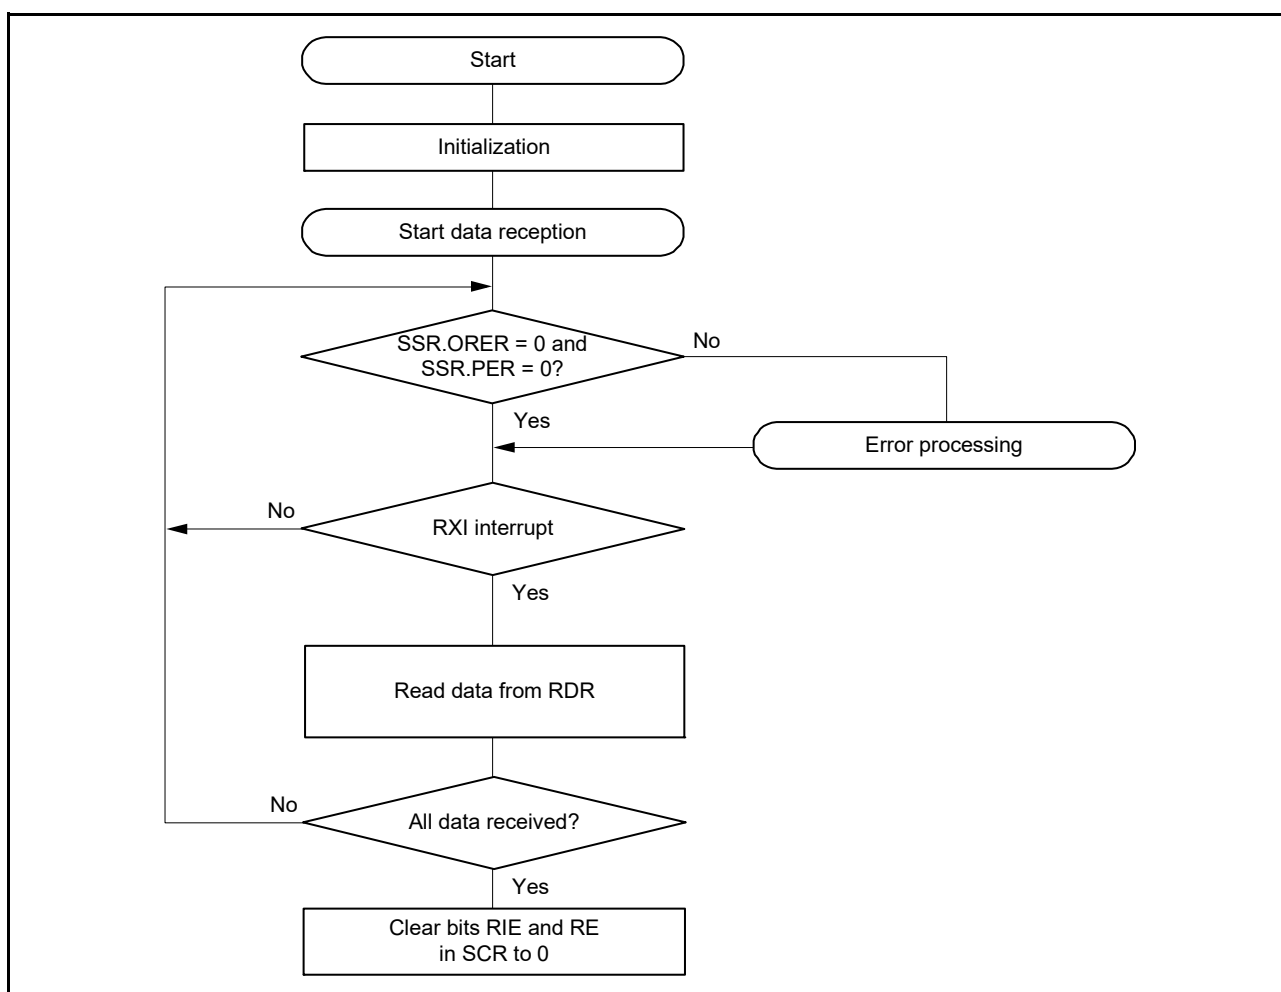 Start
Initialization
Start data reception
SSR.ORER = 0 and
SSR.PER = 0?
No
Yes
Error processing
No
RXI interrupt
Yes
Read data from RDR
No
All data received?
Yes
Clear bits RIE and RE
in SCR to 0